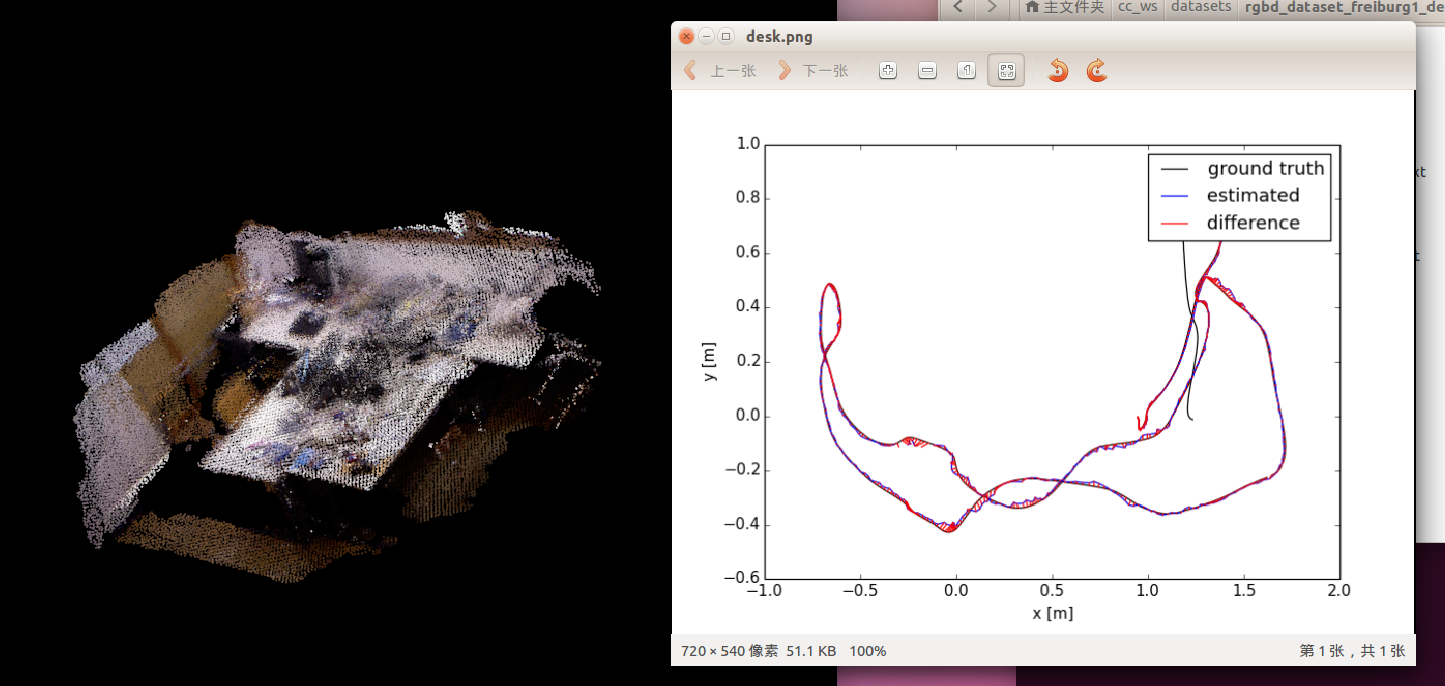 主文件夹 cc_ws datasets rgbd_dataset_freiburg1_de
desk.png
上一张 下一张
xt
t
1.0
0.8
0.6
0.4
0.2
0.0
−0.2
−0.4
−0.6
y [m]
ground truth
estimated
difference
−1.0 −0.5 0.0 0.5 1.0 1.5 2.0
x [m]
720 × 540 像素 51.1 KB 100% 第 1 张，共 1 张